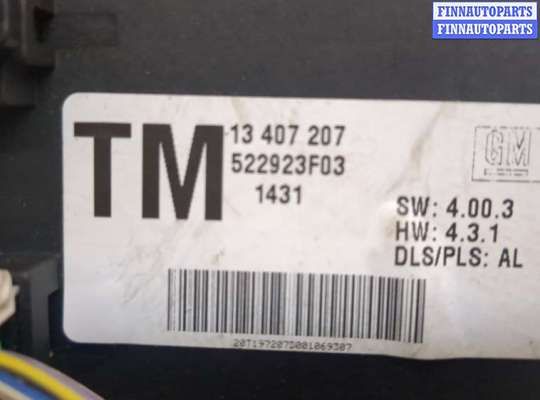 FINNAUTOPARTS
FINNAUTOPARTS
TM
13 407 207
522923F03
1431
GM
SW: 4.00.3
HW: 4.3.1
DLS/PLS: AL